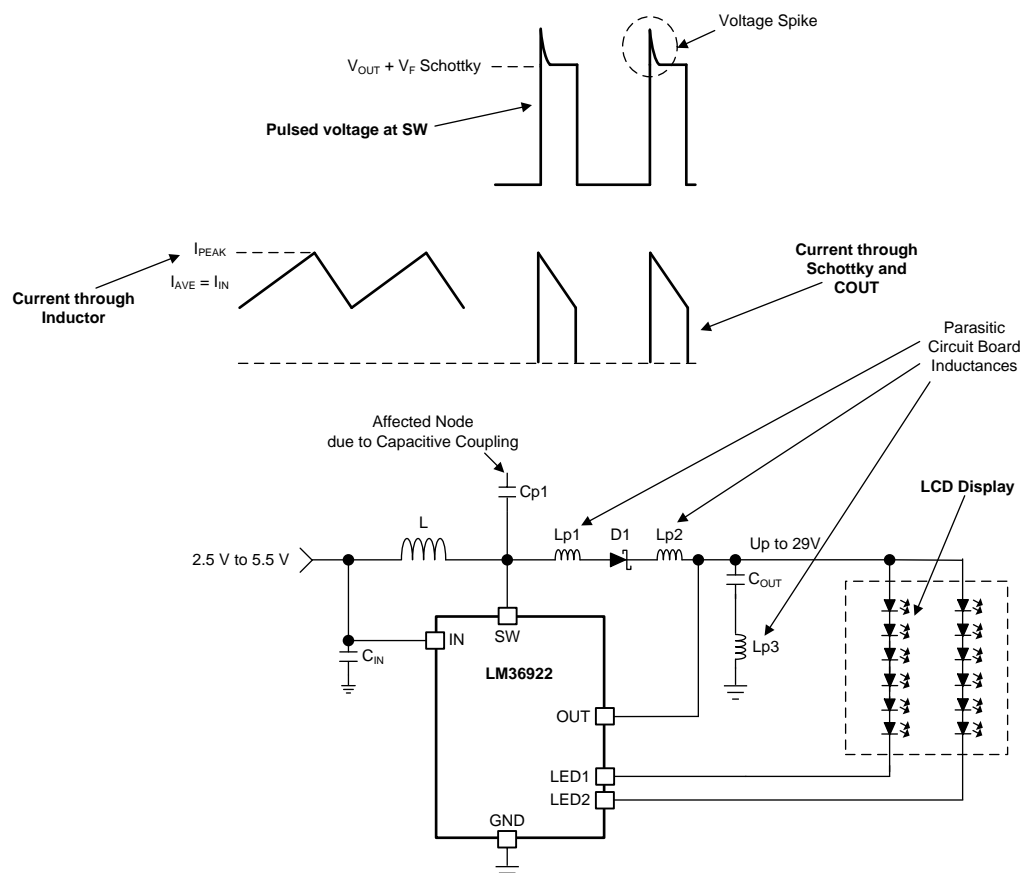 Voltage Spike
VOUT + VF Schottky
Pulsed voltage at SW
IPEAK
IAVE = IIN
Current through
Inductor
Current through
Schottky and
COUT
Parasitic
Circuit Board
Inductances
Affected Node
due to Capacitive Coupling
Cp1
LCD Display
L
Lp1
D1
Lp2
Up to 29V
2.5 V to 5.5 V
COUT
SW
IN
CIN
Lp3
LM36922
OUT
LED1
LED2
GND